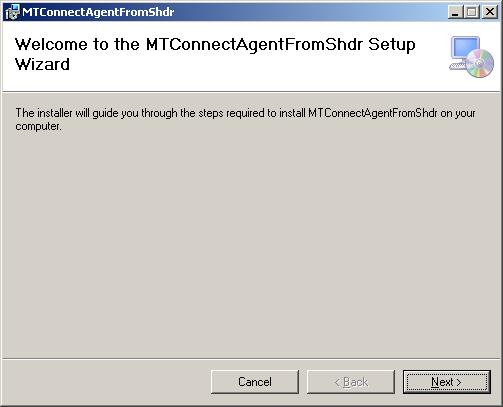 MTConnectAgentFromShdr
Welcome to the MTConnectAgentFromShdr Setup
Wizard
The installer will guide you through the steps required to install MTConnectAgentFromShdr on your
computer.
Cancel
< Back
Next >